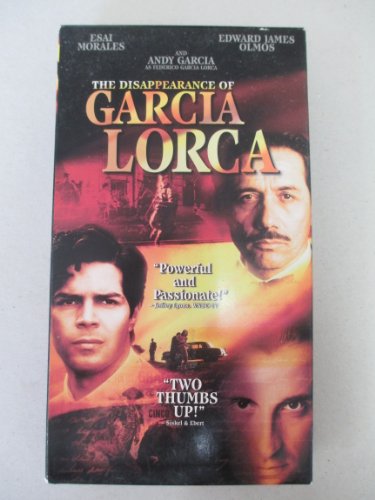 ESAI
MORALES
EDWARD JAMES
OLMOS
AND
ANDY GARCIA
AS FEDERICO GARCIA LORCA
THE DISAPPEARANCE OF
GARCIA
LORCA
"Powerful
and
Passionate!"
"TWO
THUMBS
UP!"
CINCO
- Siskel & Ebert